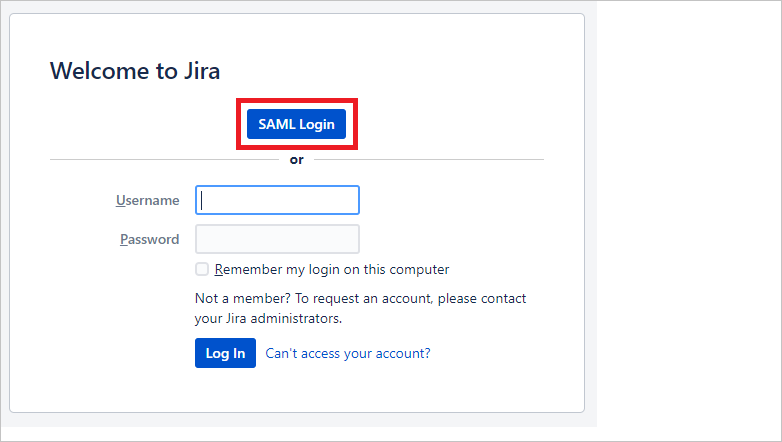 Welcome to Jira
SAML Login
or
Username
Password
Remember my login on this computer
Not a member? To request an account, please contact
your Jira administrators.
Log In Can't access your account?